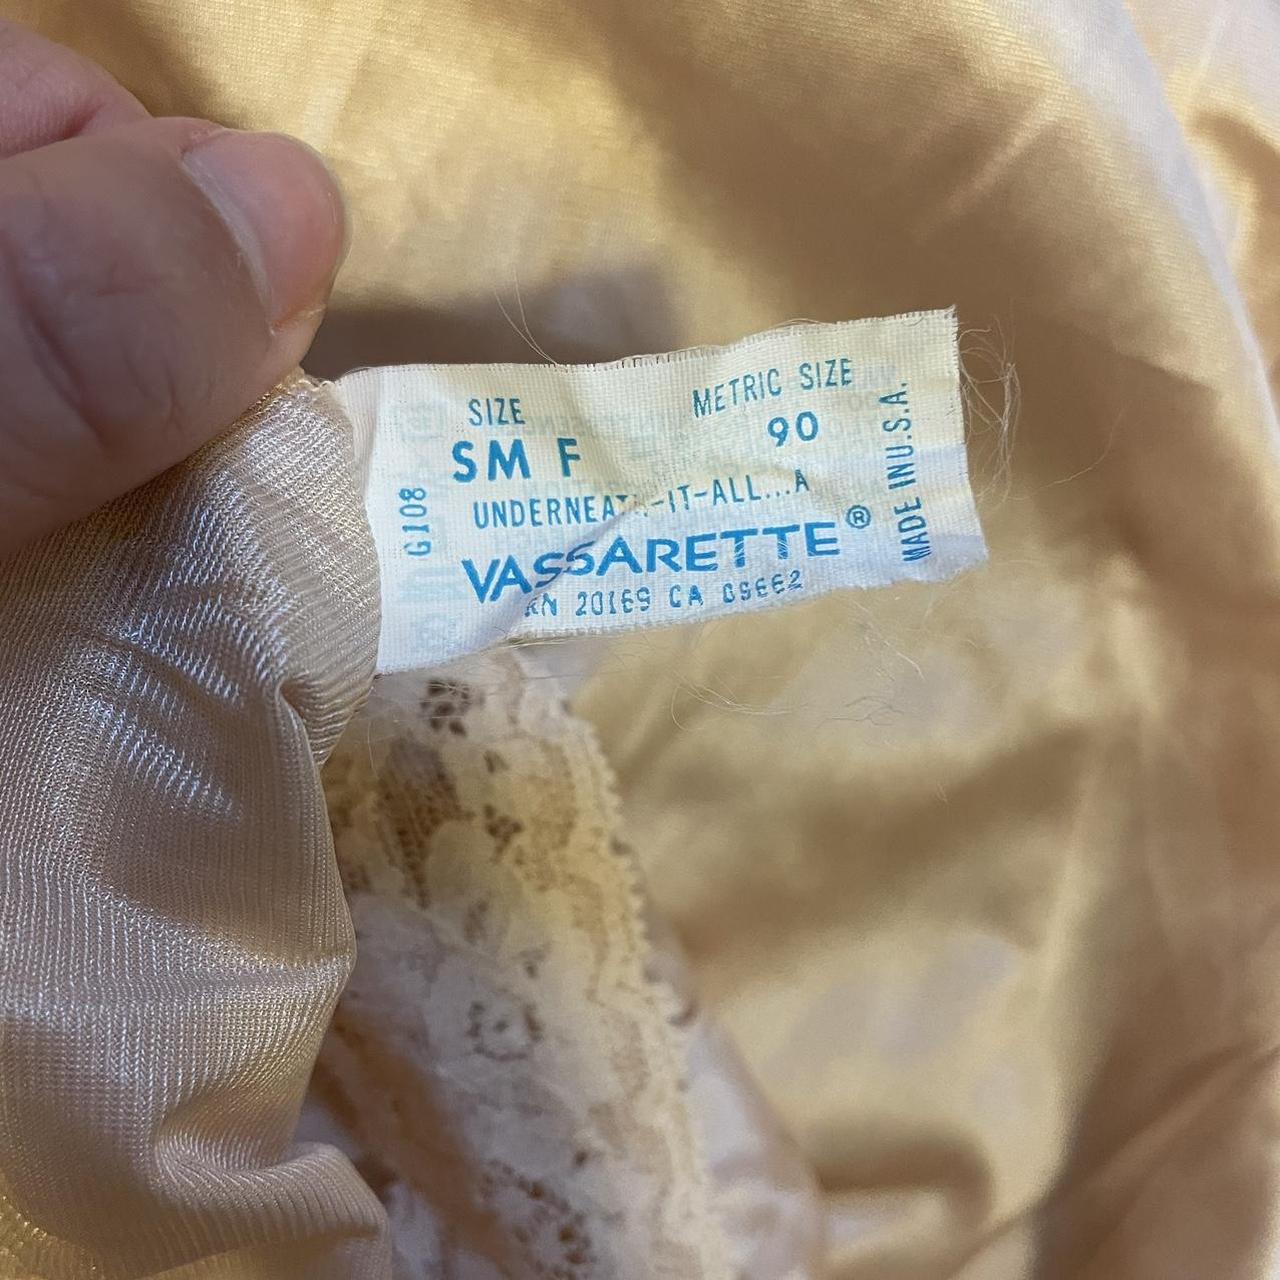 G108
SIZE
SM F
METRIC SIZE
90
UNDERNEATH-IT-ALL...A
VASSARETTE®
RN 20169 CA 09662
MADE IN U.S.A.